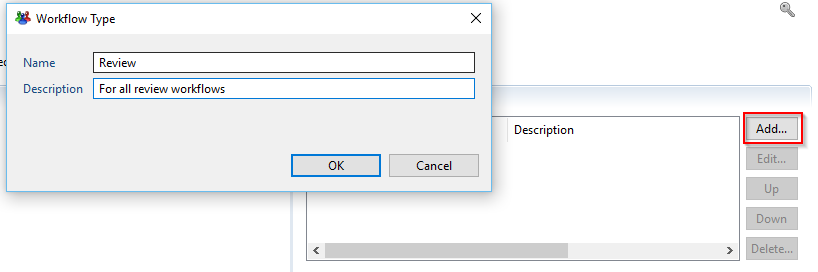 Workflow Type
Name Review
Description For all review workflows
OK Cancel
Description
Add...
Edit...
Up
Down
Delete...